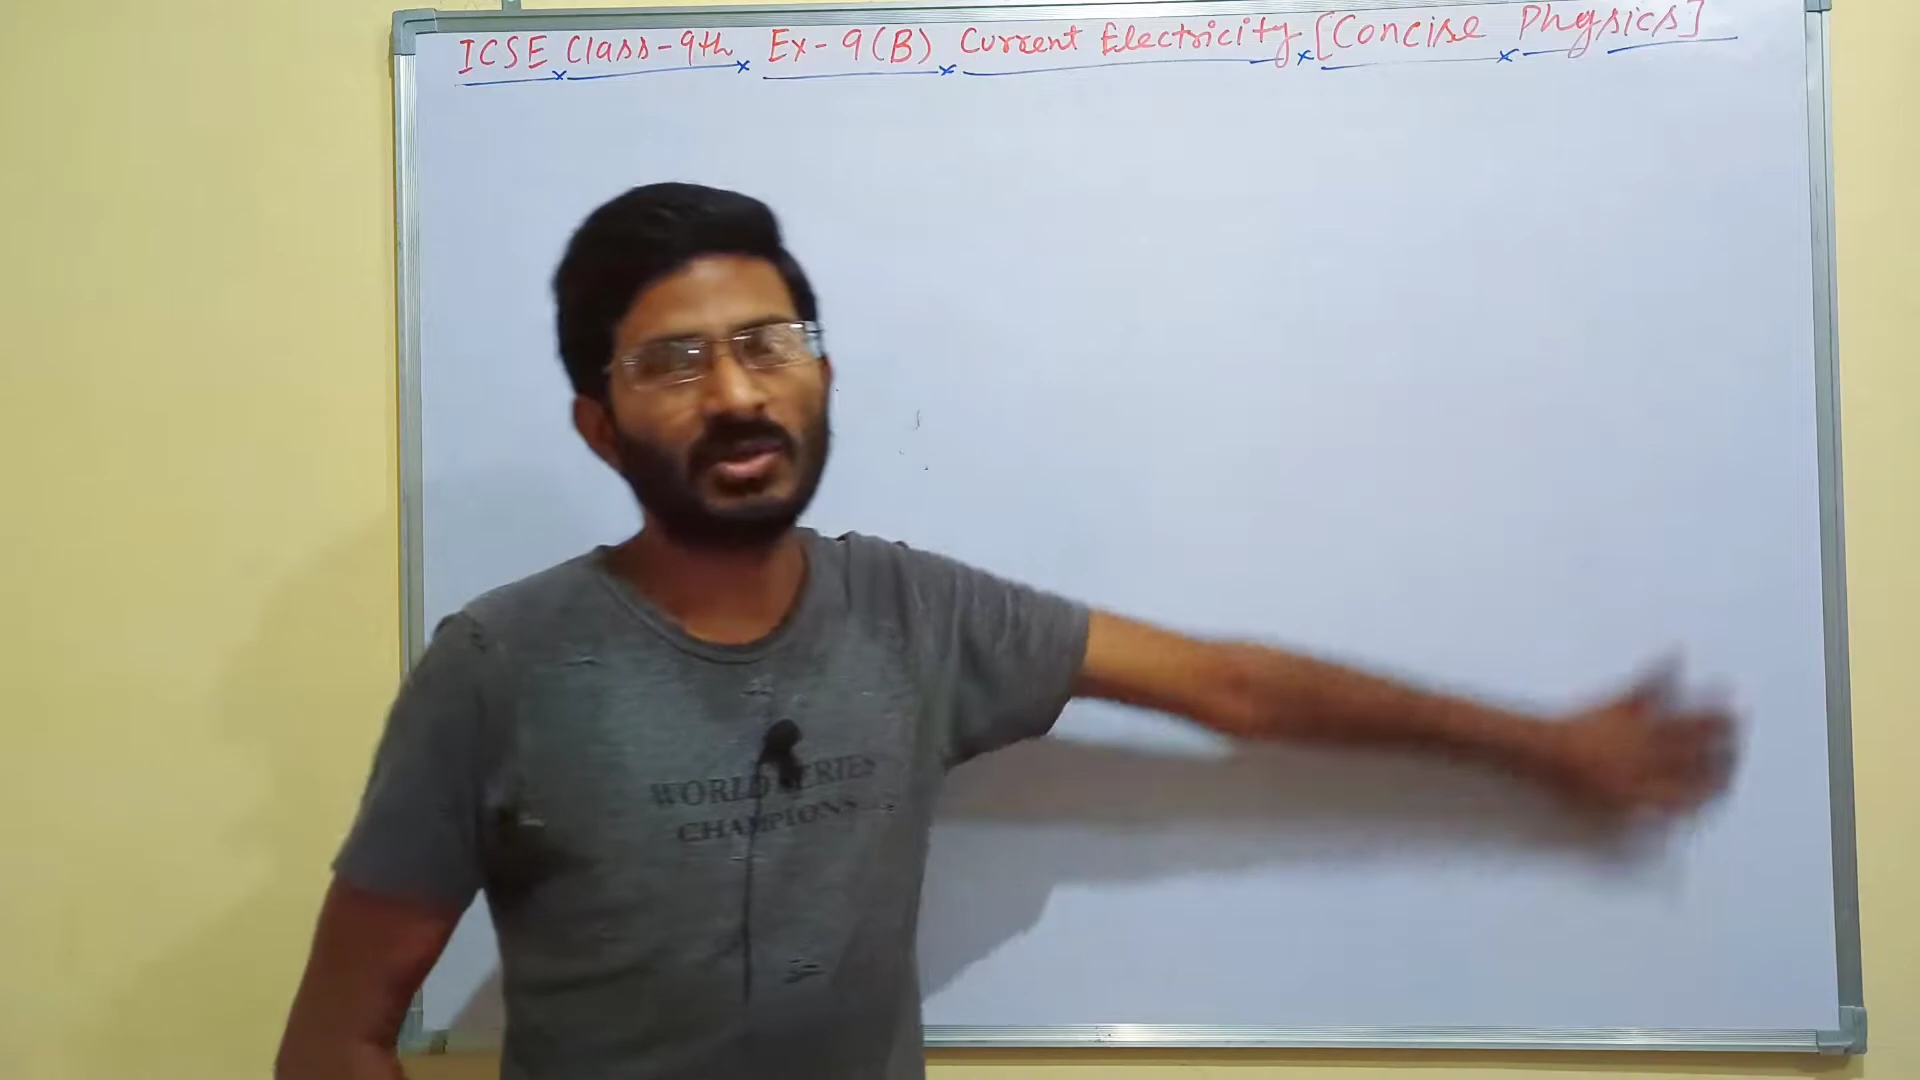 ICSE Class-9th Ex-9(B) Current Electricity [Concise Physics]
WORLD SERIES
CHAMPIONS